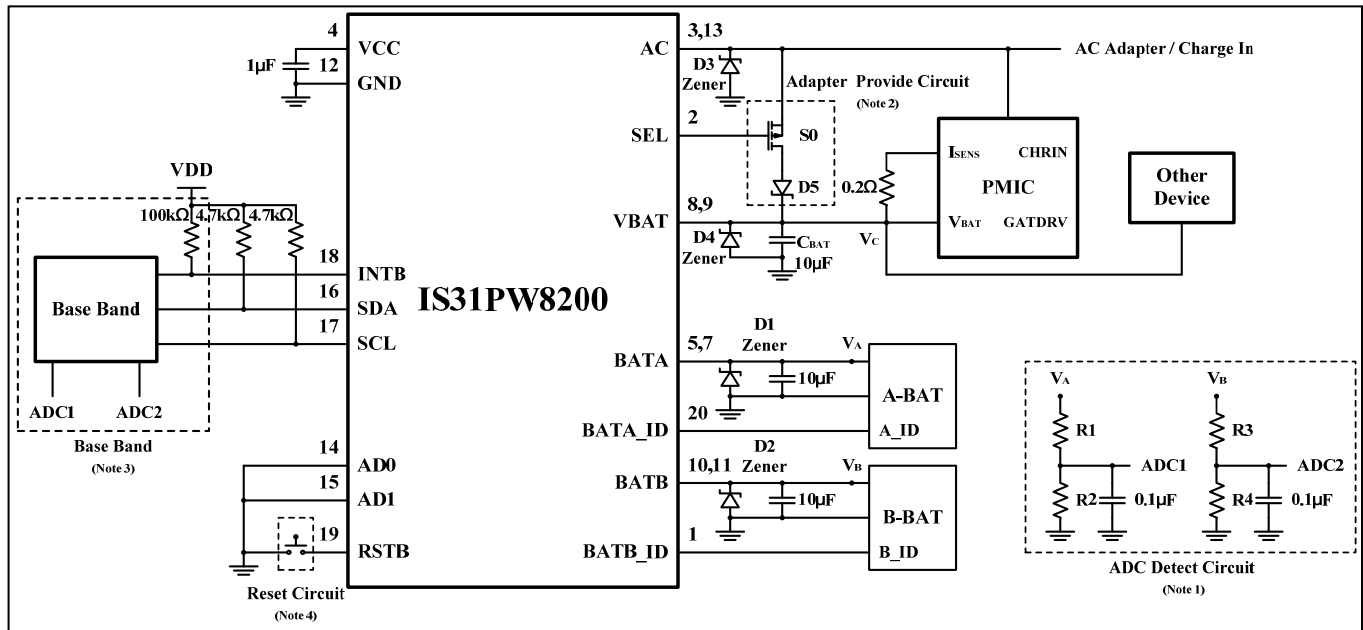 4
VCC
1µF
12
GND
VDD
100kΩ 4.7kΩ 4.7kΩ
18
INTB
16
SDA
17
SCL
Base Band
ADC1
ADC2
Base Band
(Note 3)
14
AD0
15
AD1
19
RSTB
Reset Circuit
(Note 4)
IS31PW8200
3,13
AC
AC Adapter / Charge In
D3
Zener
Adapter Provide Circuit
(Note 2)
2
SEL
S0
D5
8,9
VBAT
D4
Zener
CBAT
10µF
VC
0.2Ω
ISENS
CHRIN
PMIC
VBAT
GATDRV
Other
Device
5,7
BATA
D1
Zener
10µF
VA
A-BAT
20
BATA_ID
A_ID
10,11
BATB
D2
Zener
10µF
VB
B-BAT
1
BATB_ID
B_ID
VA
R1
ADC1
R2
0.1µF
VB
R3
ADC2
R4
0.1µF
ADC Detect Circuit
(Note 1)